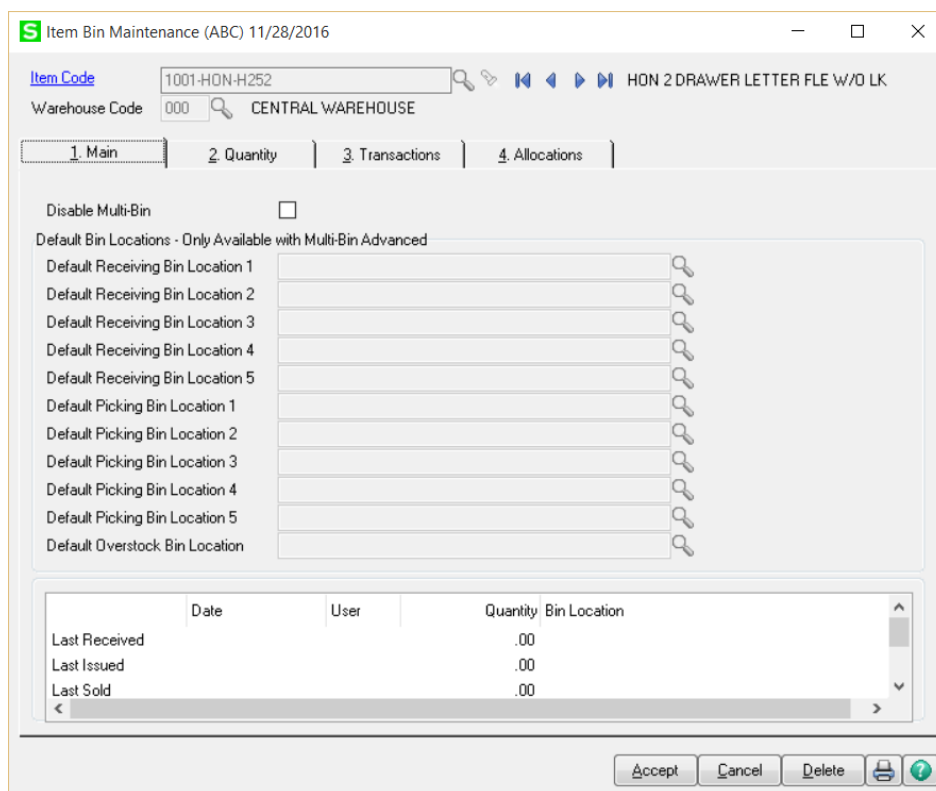 S Item Bin Maintenance (ABC) 11/28/2016
Item Code 1001-HON-H252 HON 2 DRAWER LETTER FLE W/O LK
Warehouse Code 000 CENTRAL WAREHOUSE
1. Main 2. Quantity 3. Transactions 4. Allocations
Disable Multi-Bin
Default Bin Locations - Only Available with Multi-Bin Advanced
Default Receiving Bin Location 1
Default Receiving Bin Location 2
Default Receiving Bin Location 3
Default Receiving Bin Location 4
Default Receiving Bin Location 5
Default Picking Bin Location 1
Default Picking Bin Location 2
Default Picking Bin Location 3
Default Picking Bin Location 4
Default Picking Bin Location 5
Default Overstock Bin Location
Date User Quantity Bin Location
Last Received .00
Last Issued .00
Last Sold .00
Accept Cancel Delete ?